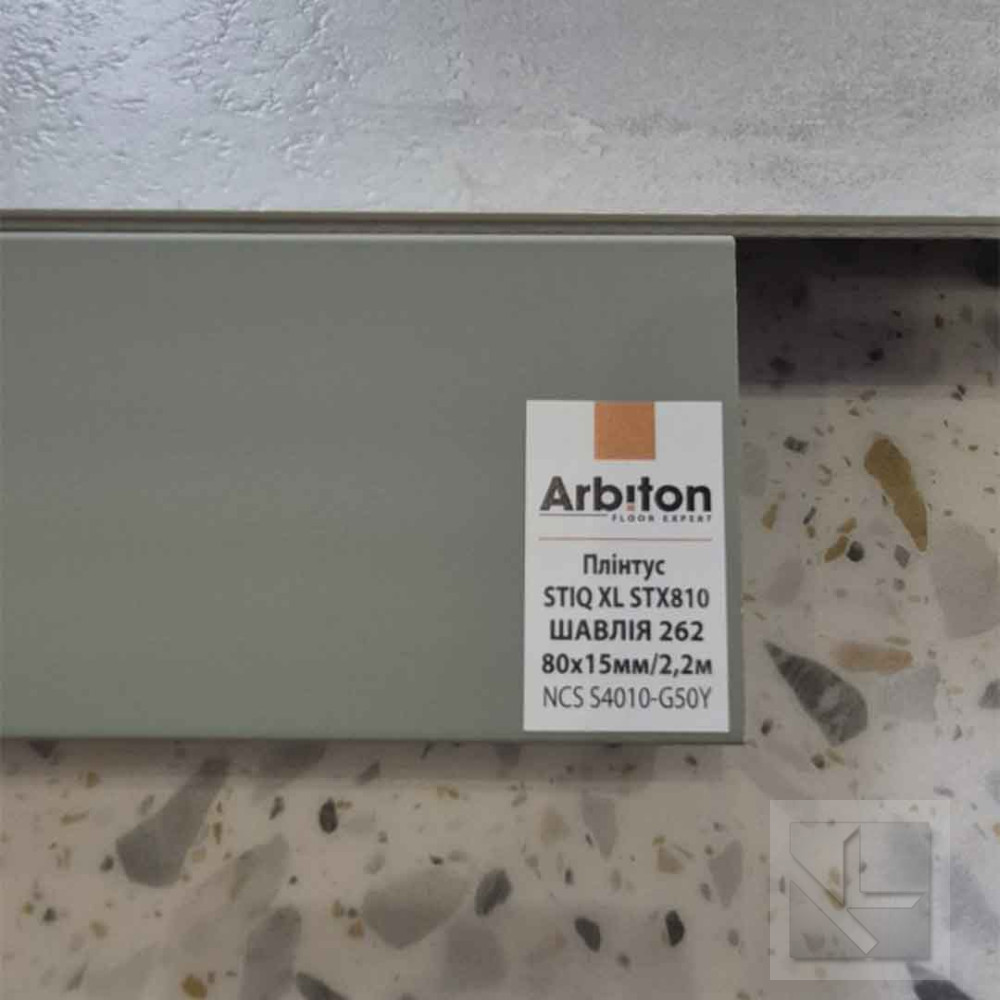 Arbiton
FLOOR EXPERT
Плінтус
STIQ XL STX810
ШАВЛІЯ 262
80x15мм/2,2м
NCS S4010-G50Y